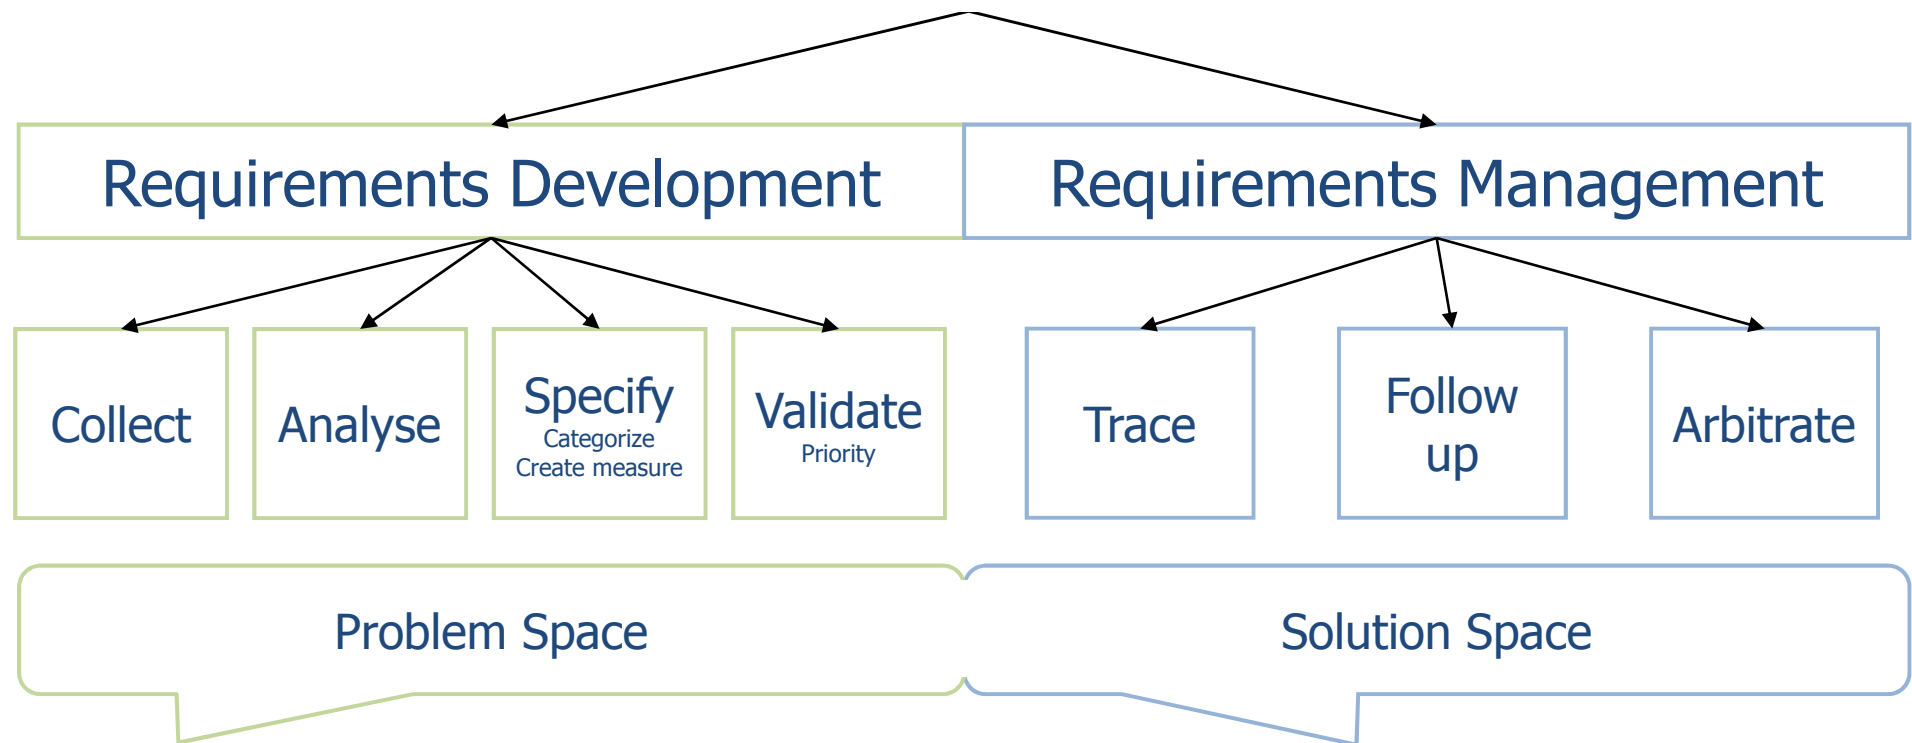 Requirements Development
Requirements Management
Collect
Analyse
Specify
Categorize
Create measure
Validate
Priority
Trace
Follow
up
Arbitrate
Problem Space
Solution Space